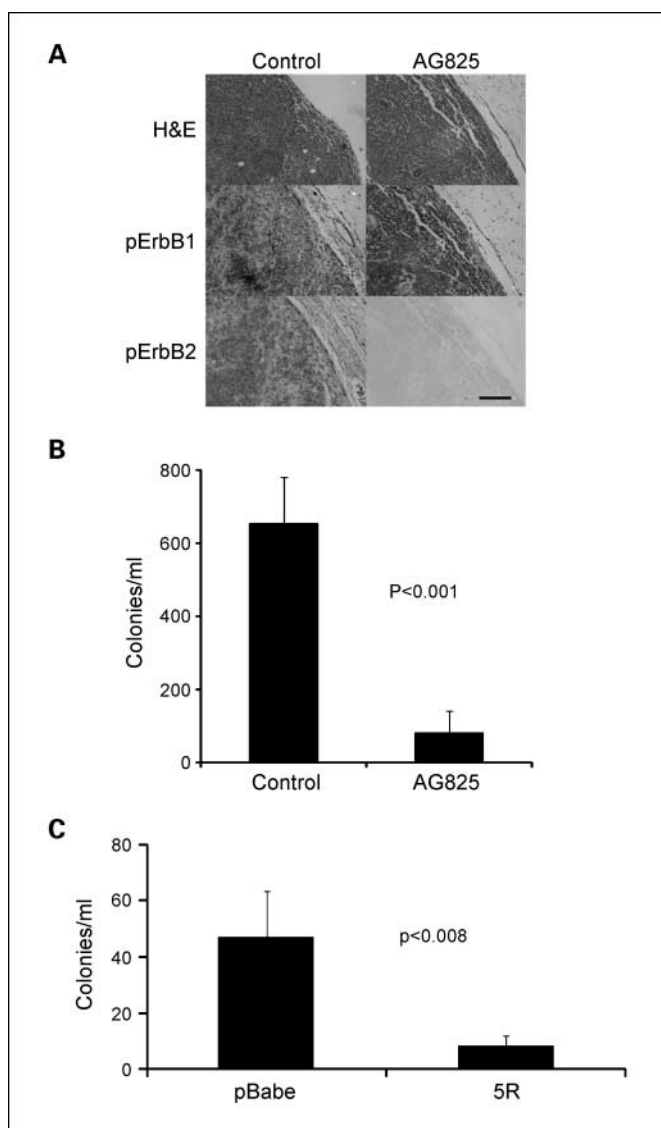 A
Control AG825
H&E
pErbB1
pErbB2
B
800
600
400
200
0
Colonies/ml
P<0.001
Control AG825
C
80
60
40
20
0
Colonies/ml
p<0.008
pBabe 5R